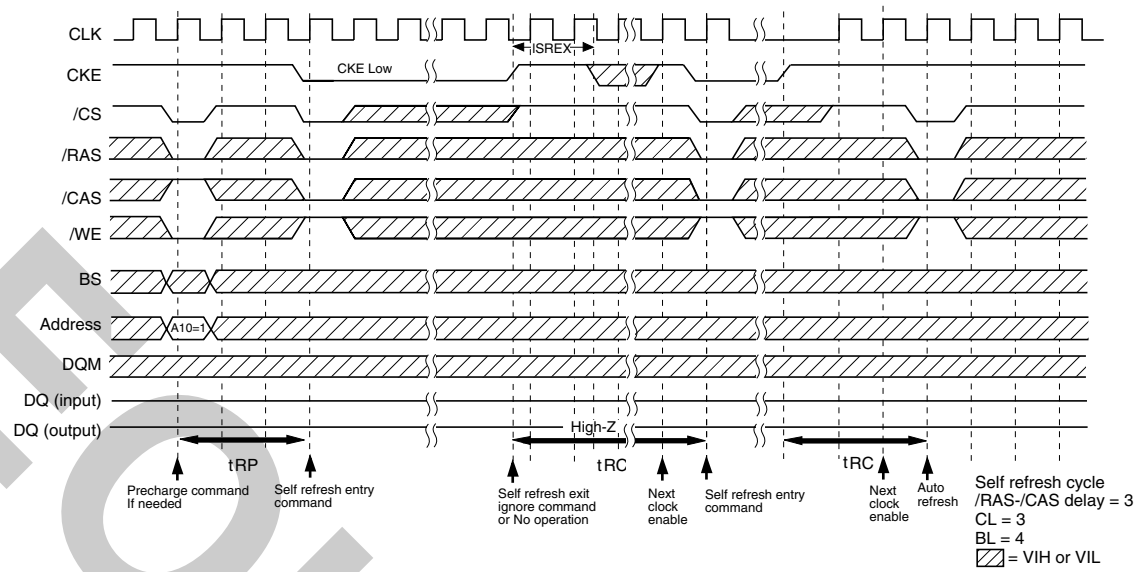 CLK
lSREX
CKE
CKE Low
/CS
/RAS
/CAS
/WE
BS
Address
A10=1
DQM
DQ (input)
DQ (output)
High-Z
tRP
tRC
tRC
Precharge command
If needed
Self refresh entry
command
Self refresh exit
ignore command
or No operation
Next
clock
enable
Self refresh entry
command
Next
clock
enable
Auto
refresh
Self refresh cycle
/RAS-/CAS delay = 3
CL = 3
BL = 4
= VIH or VIL